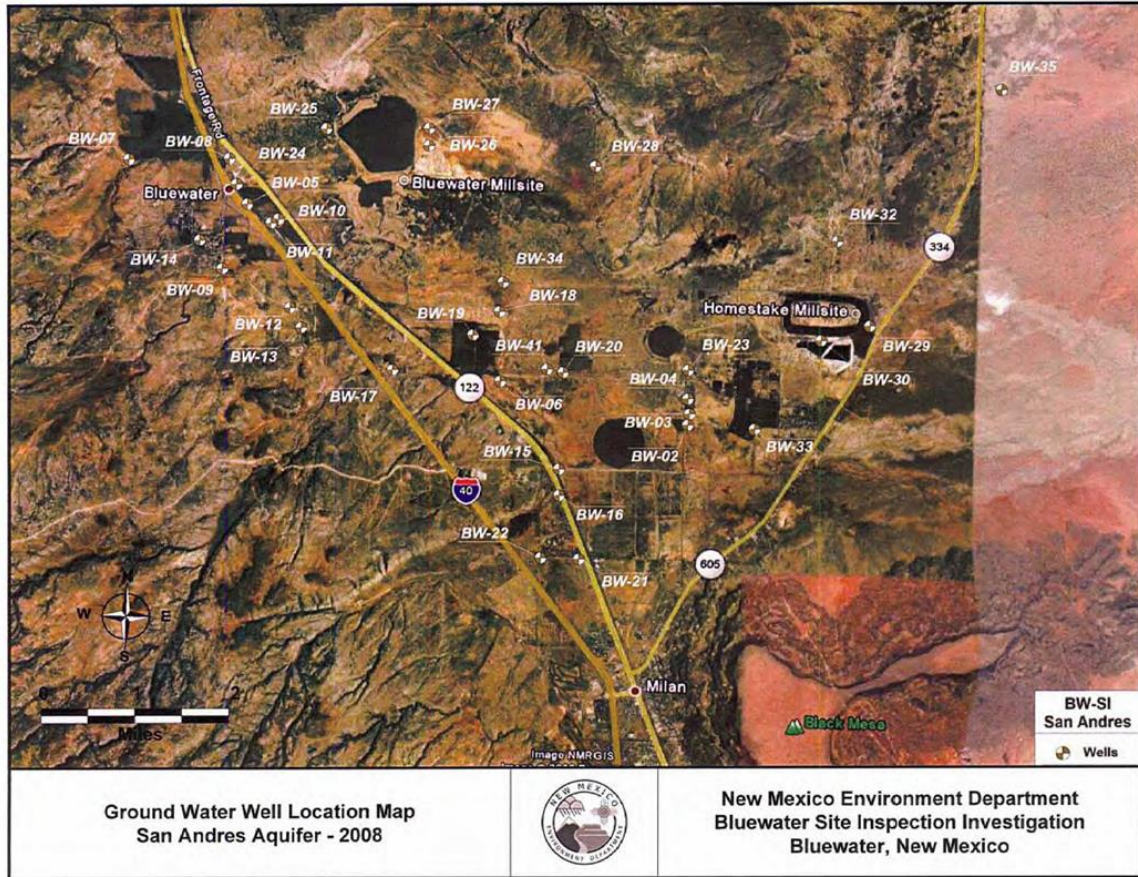 BW-35
Frontage Rd
BW-25
BW-27
BW-07
BW-08
BW-26
BW-24
BW-28
Bluewater
BW-05
Bluewater Millsite
BW-10
BW-32
BW-11
334
BW-14
BW-34
BW-09
BW-18
Homestake Millsite
BW-12
BW-19
BW-41
BW-20
BW-23
BW-29
BW-13
BW-04
BW-30
BW-17
122
BW-06
BW-03
BW-33
BW-15
BW-02
40
BW-16
BW-22
605
BW-21
N
W E
S
Milan
0 1 2
Miles
Black Mesa
BW-SI
San Andres
Wells
Image NMRGIS
Ground Water Well Location Map
San Andres Aquifer - 2008
NEW MEXICO
ENVIRONMENT DEPARTMENT
New Mexico Environment Department
Bluewater Site Inspection Investigation
Bluewater, New Mexico